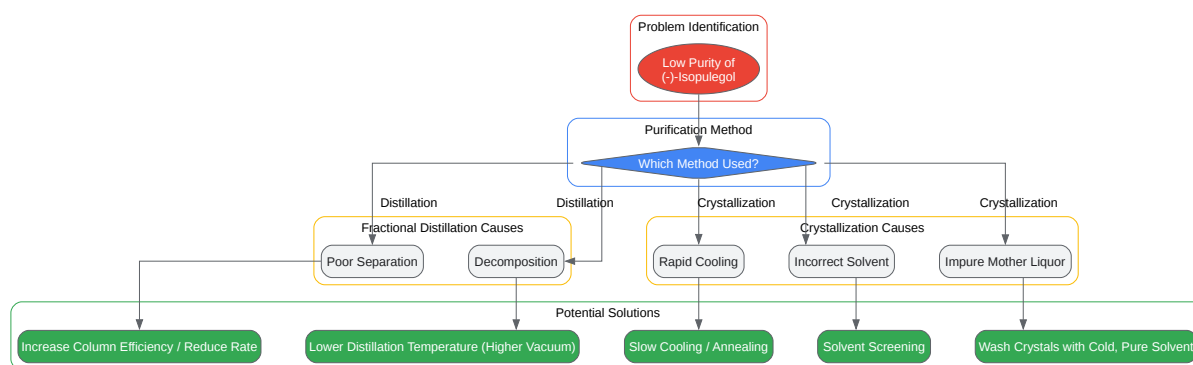 Problem Identification
Low Purity of
(-)-Isopulegol
Purification Method
Which Method Used?
Distillation
Distillation
Crystallization
Crystallization
Crystallization
Fractional Distillation Causes
Crystallization Causes
Poor Separation
Decomposition
Rapid Cooling
Incorrect Solvent
Impure Mother Liquor
Potential Solutions
Increase Column Efficiency / Reduce Rate
Lower Distillation Temperature (Higher Vacuum)
Slow Cooling / Annealing
Solvent Screening
Wash Crystals with Cold, Pure Solvent